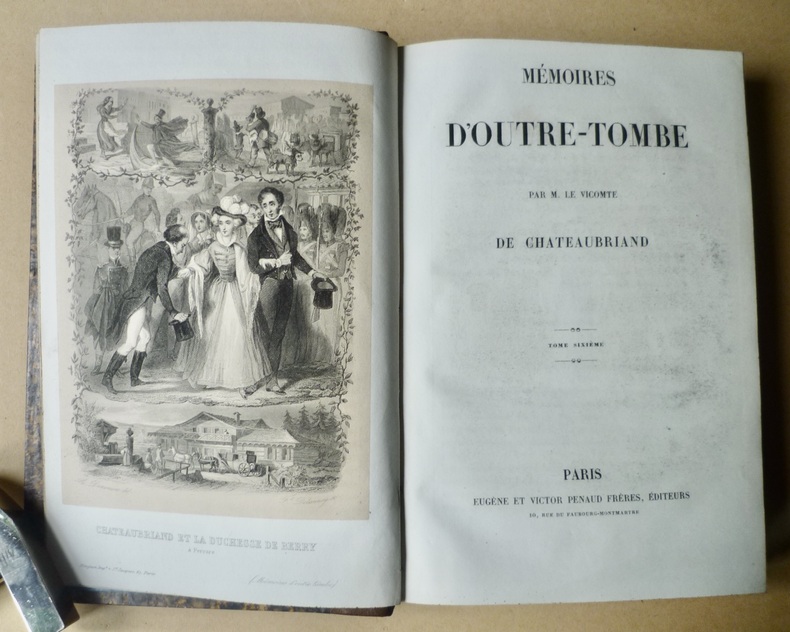 CHATEAUBRIAND ET LA DUCHESSE DE BERRY
MÉMOIRES
D'OUTRE-TOMBE
PAR M. LE VICOMTE
DE CHATEAUBRIAND
TOME SIXIÈME
PARIS
EUGÈNE ET VICTOR PENAUD FRÈRES, ÉDITEURS
10, RUE DU FAUBOURG-MONTMARTRE